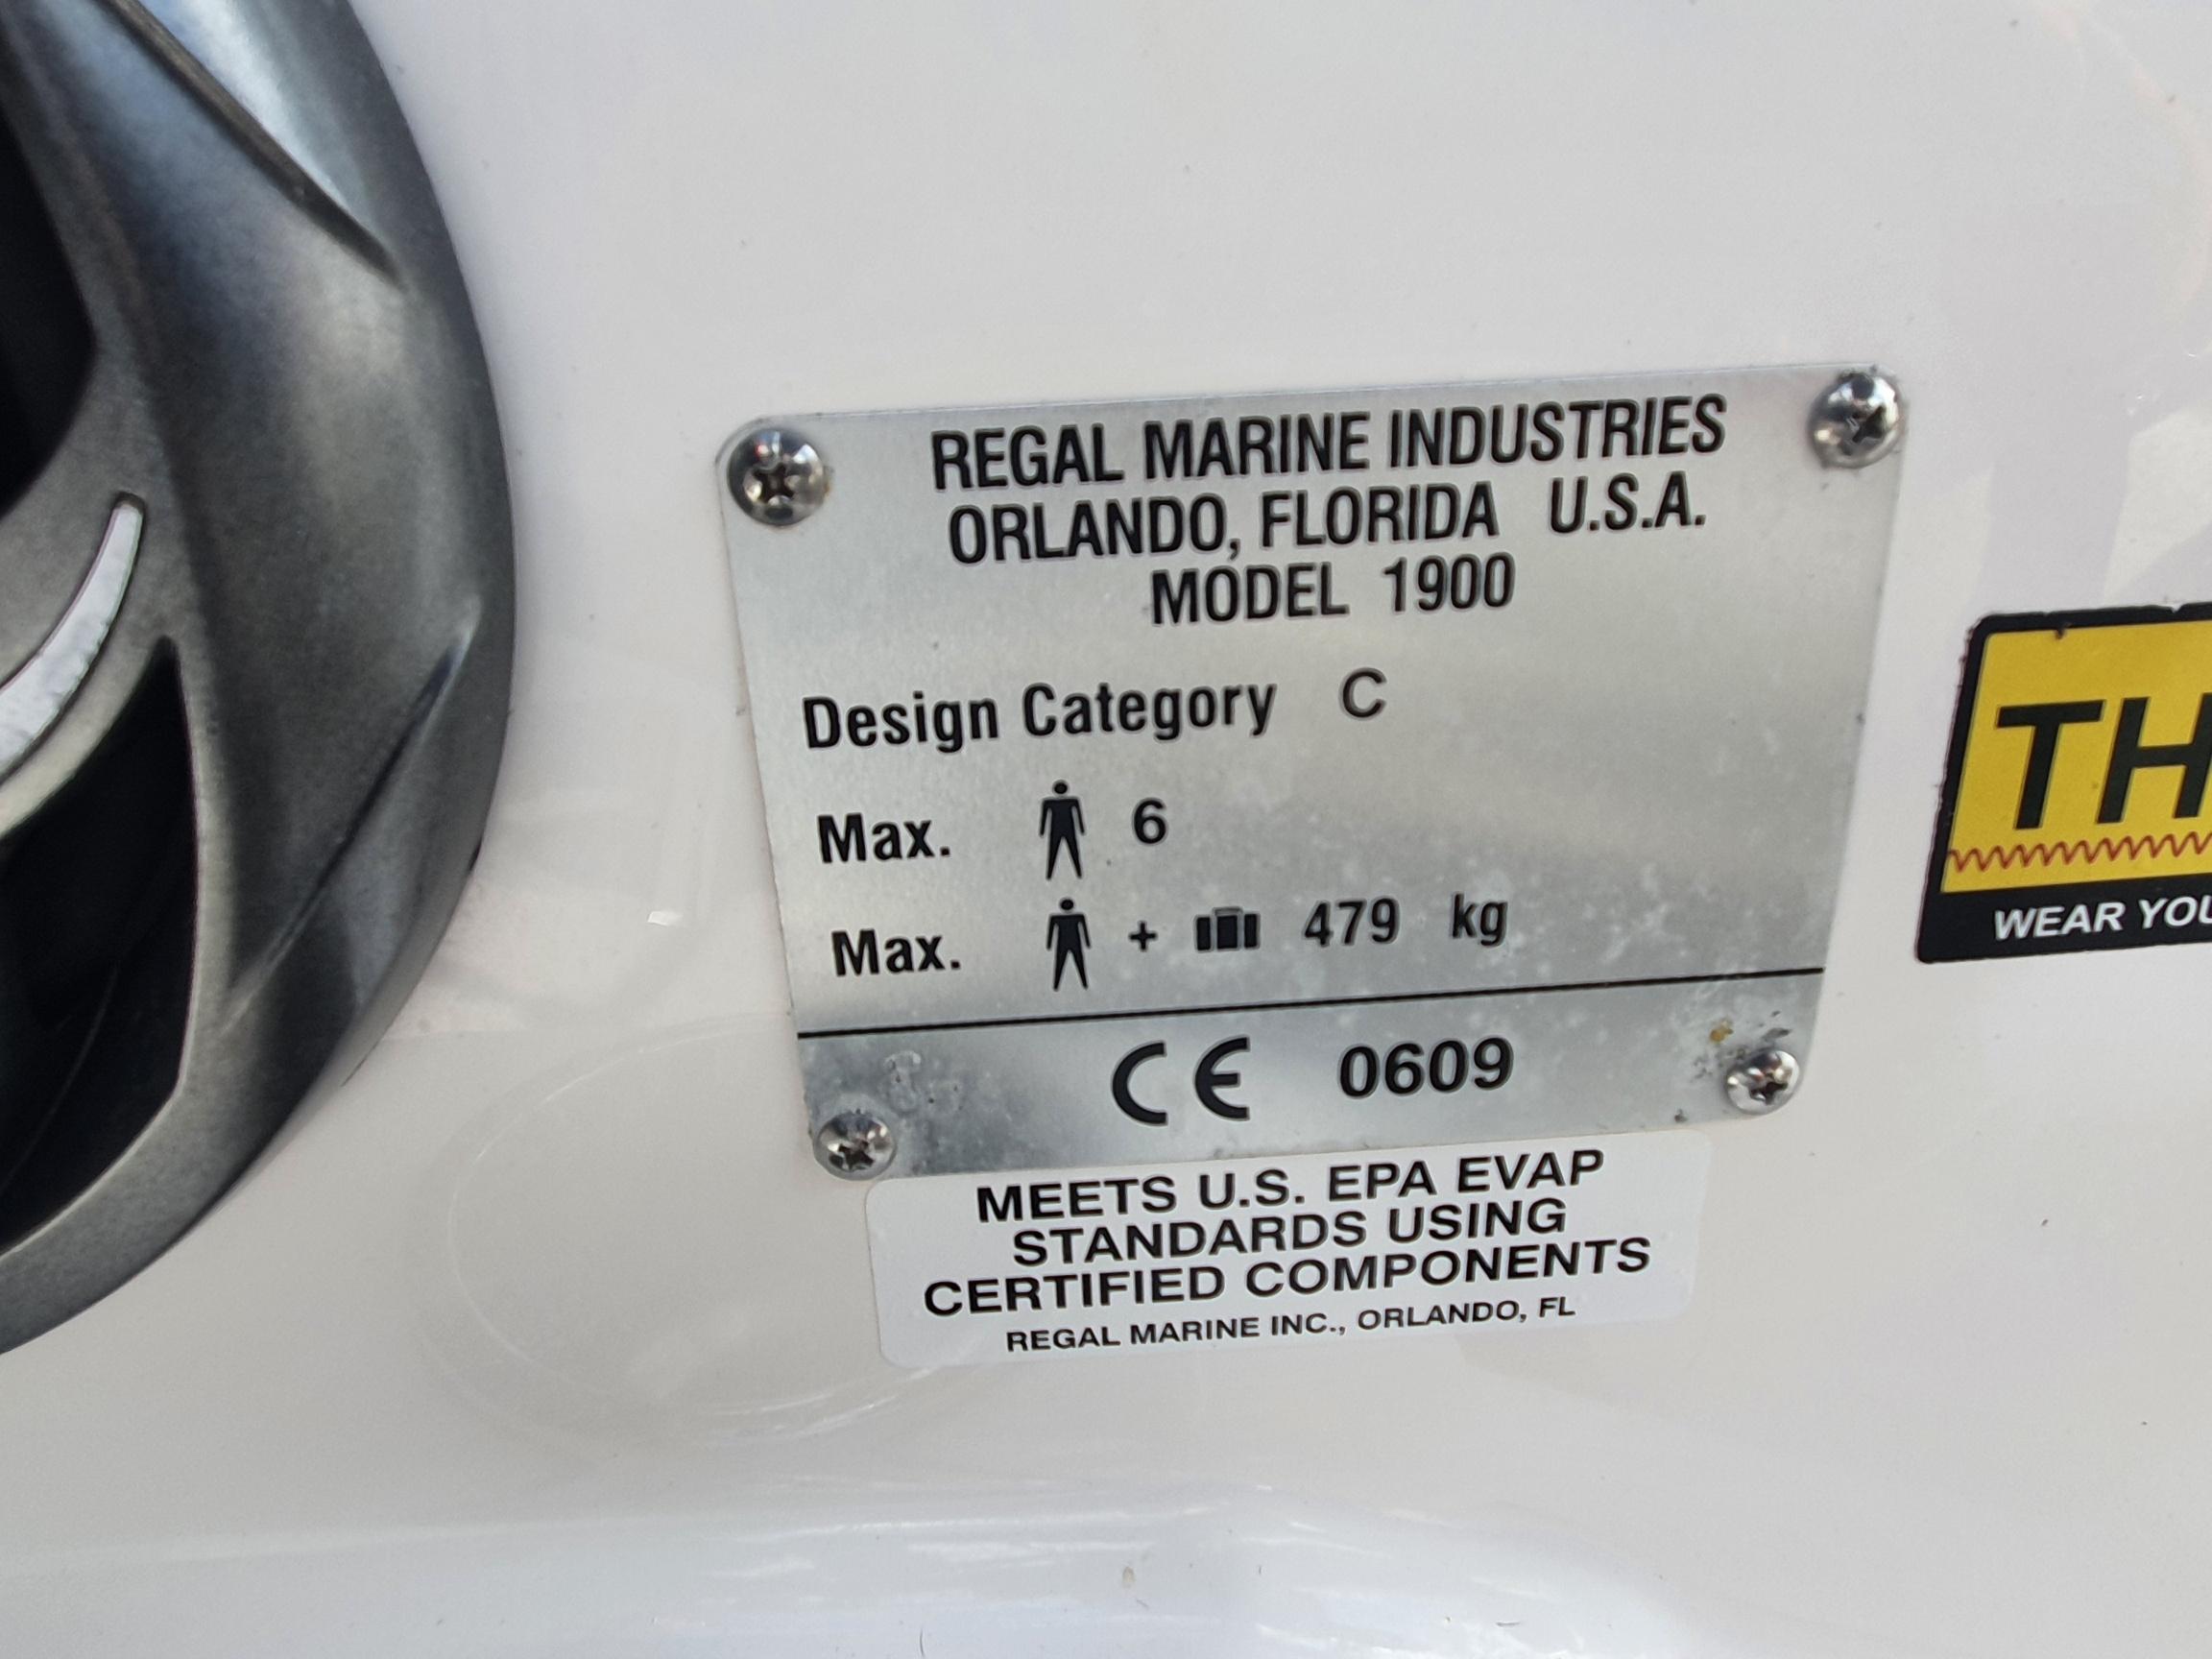 REGAL MARINE INDUSTRIES
ORLANDO, FLORIDA U.S.A.
MODEL 1900
Design Category C
Max. 6
Max. + 479 kg
CE 0609
MEETS U.S. EPA EVAP
STANDARDS USING
CERTIFIED COMPONENTS
REGAL MARINE INC., ORLANDO, FL
TH
WEAR YOU